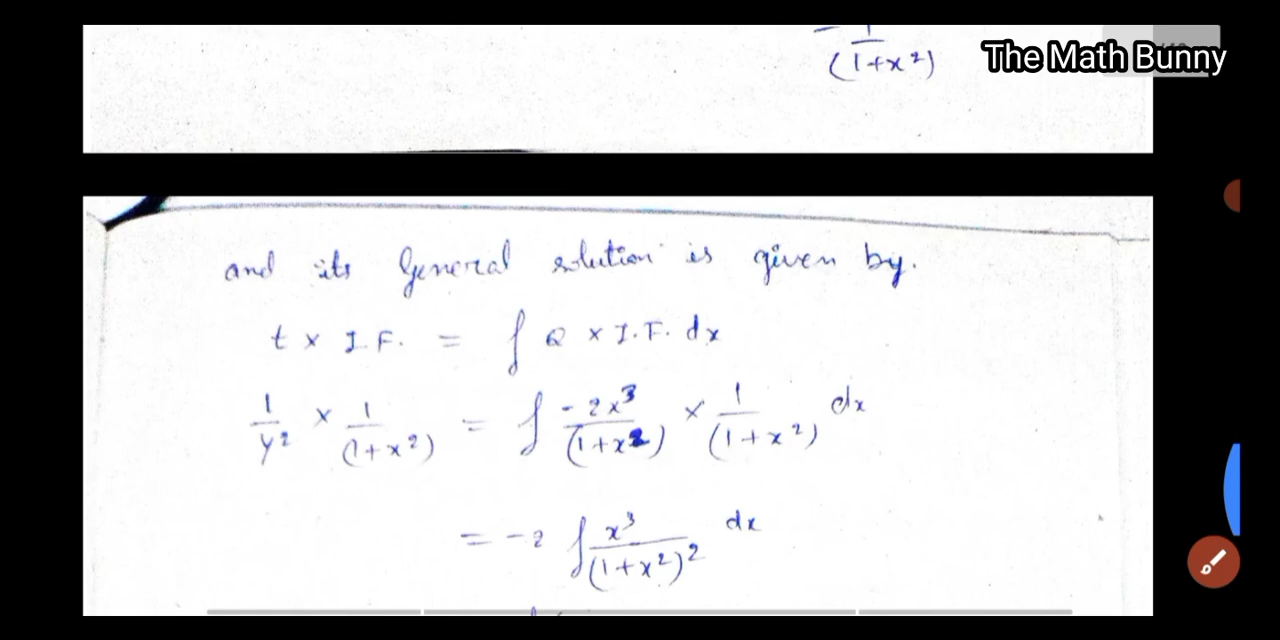 1/(1+x²)
The Math Bunny
and its General solution is given by.
t × I.F. = ∫ Q × I.F. dx
1/y² × 1/(1+x²) = ∫ -2x³/(1+x²) × 1/(1+x²) dx
= -2 ∫ x³/(1+x²)² dx